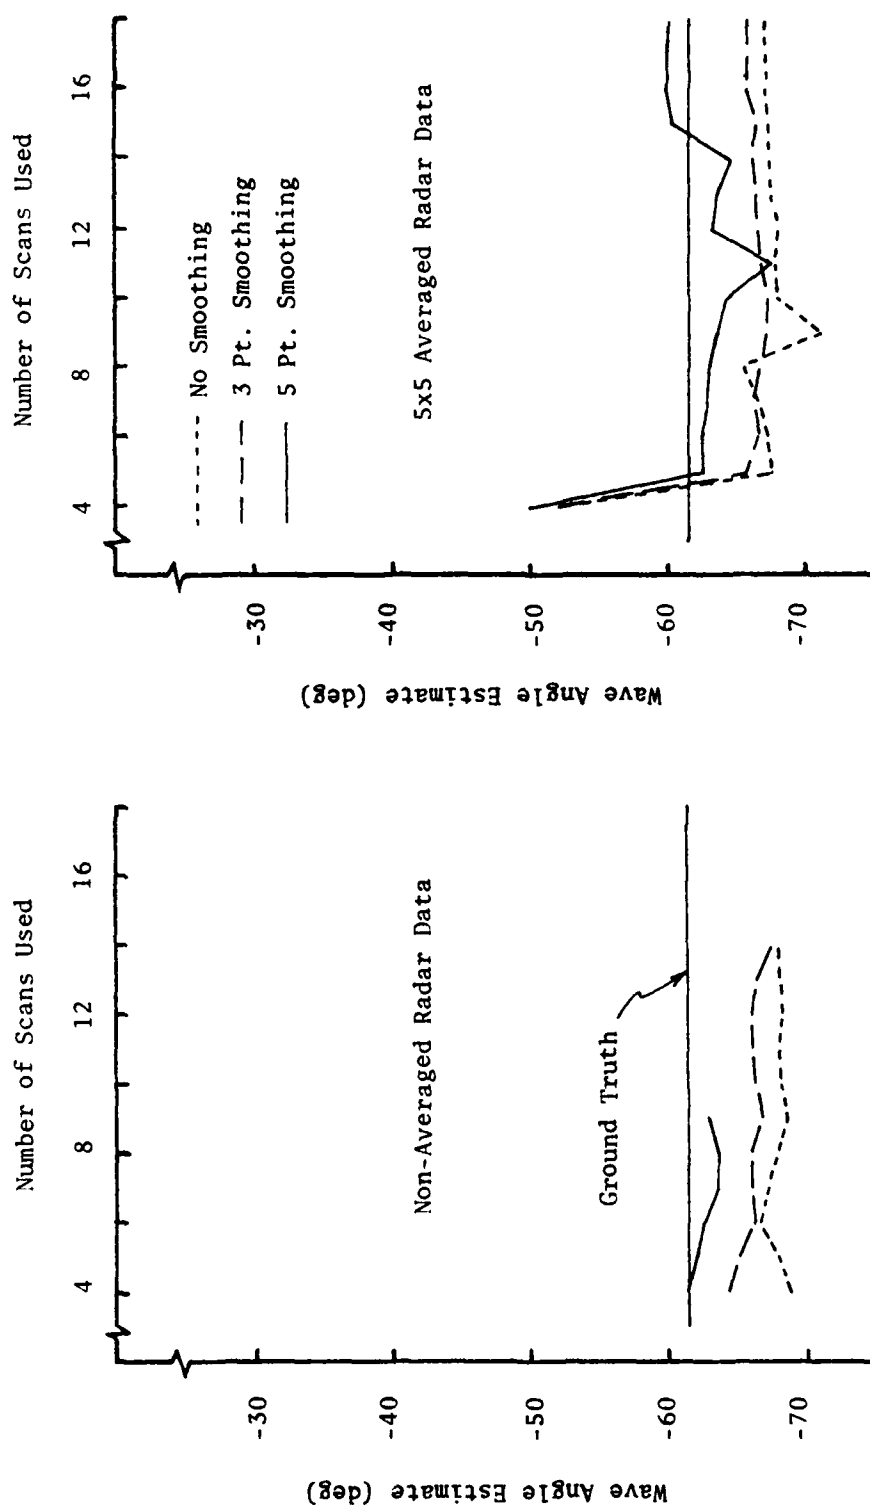 Number of Scans Used
4 8 12 16
-30
-40
-50
-60
-70
Wave Angle Estimate (deg)
Non-Averaged Radar Data
Ground Truth
Number of Scans Used
4 8 12 16
-30
-40
-50
-60
-70
Wave Angle Estimate (deg)
No Smoothing
3 Pt. Smoothing
5 Pt. Smoothing
5x5 Averaged Radar Data